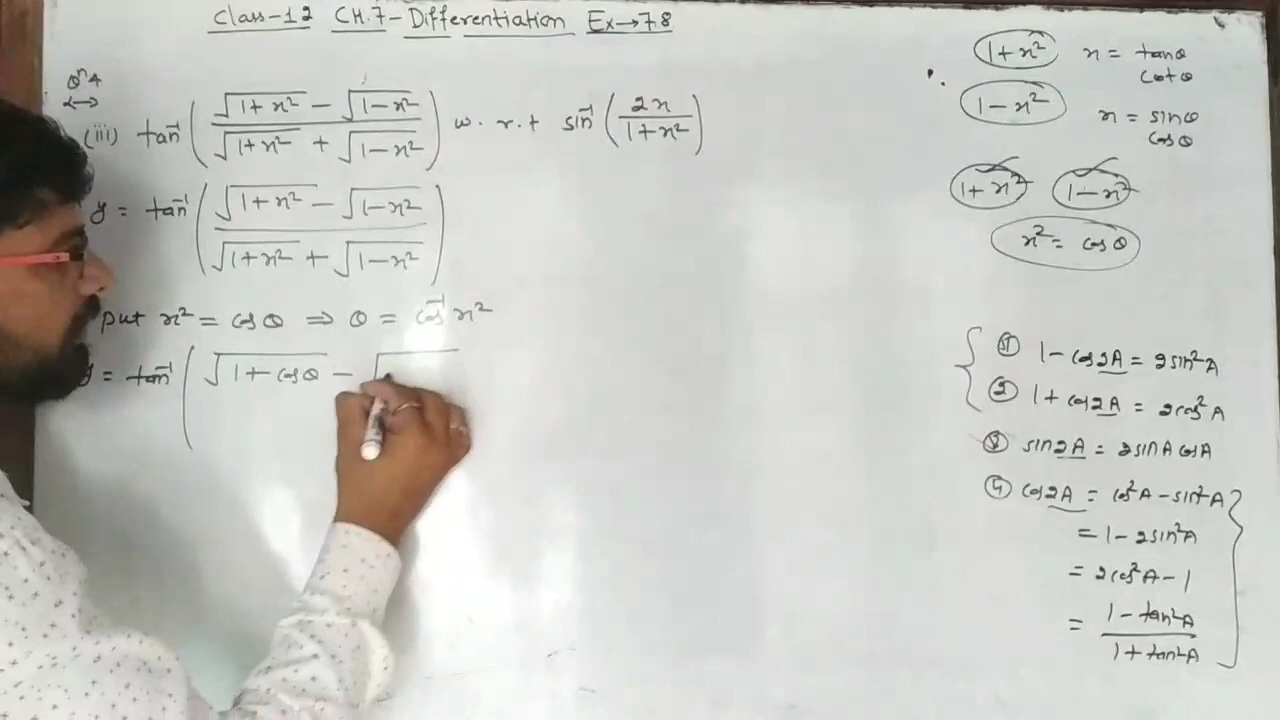 Class-12 CH.7-Differentiation Ex→7.8
Qⁿ4
(iii) tan⁻¹(√1+x² − √1−x² / √1+x² + √1−x²) w.r.t sin⁻¹(2x / 1+x²)
y = tan⁻¹(√1+x² − √1−x² / √1+x² + √1−x²)
put x² = cosθ ⇒ θ = cos⁻¹x²
y = tan⁻¹(√1+cosθ − √
1+x² x = tanθ
cotθ
1−x²
x = sinθ
cosθ
1+x² 1−x²
x² = cosθ
① 1−cos2A = 2sin²A
② 1+cos2A = 2cos²A
③ sin2A = 2sinA cosA
④ cos2A = cos²A−sin²A
= 1−2sin²A
= 2cos²A−1
= 1−tan²A / 1+tan²A